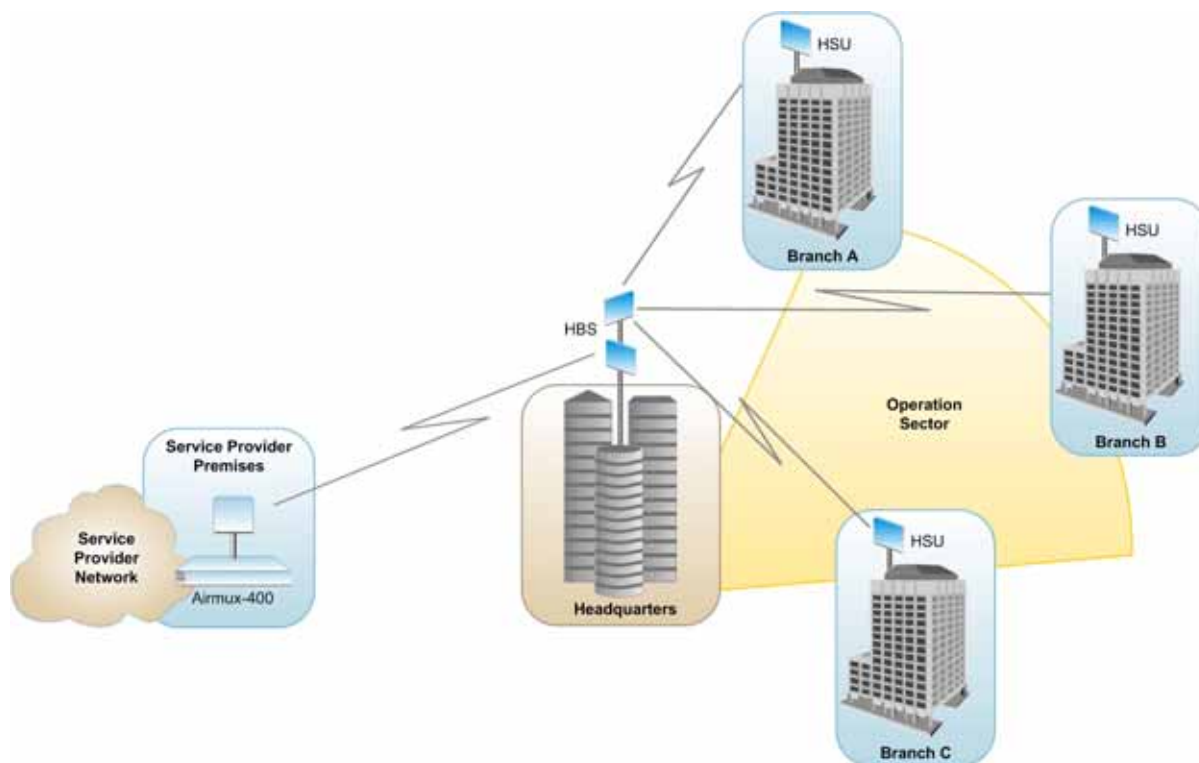 HSU
Branch A
HSU
Branch B
HBS
Operation
Sector
Service Provider
Premises
Service
Provider
Network
Airmux-400
Headquarters
HSU
Branch C